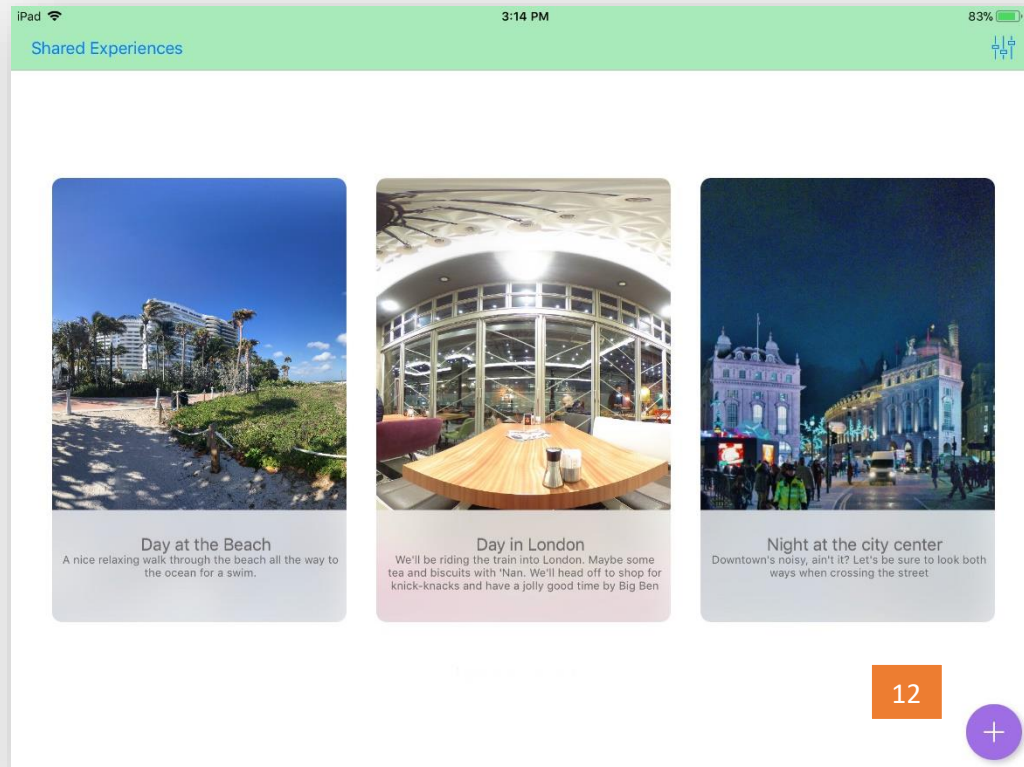 iPad 3:14 PM 83%
Shared Experiences
Day at the Beach
A nice relaxing walk through the beach all the way to
the ocean for a swim.
Day in London
We'll be riding the train into London. Maybe some
tea and biscuits with 'Nan. We'll head off to shop for
knick-knacks and have a jolly good time by Big Ben
Night at the city center
Downtown's noisy, ain't it? Let's be sure to look both
ways when crossing the street
12
+